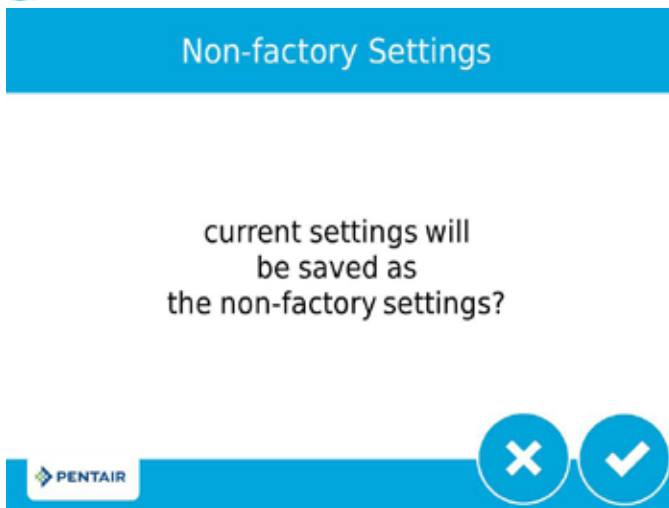 Non-factory Settings
current settings will
be saved as
the non-factory settings?
PENTAIR